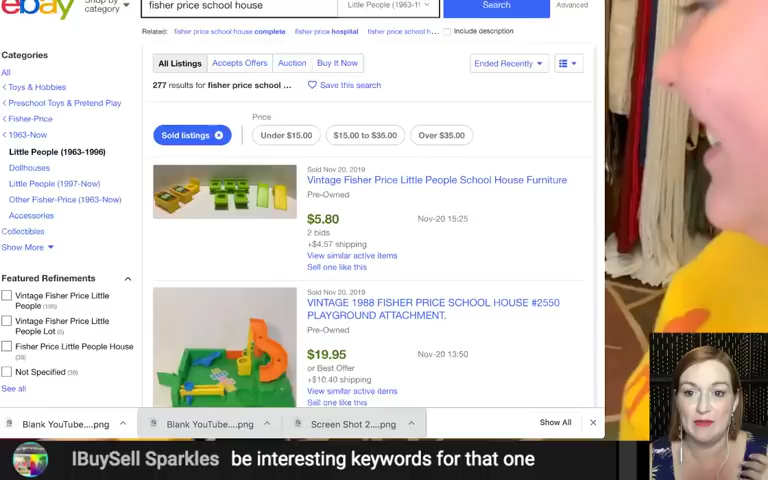 ebay
Shop by
category
fisher price school house
Little People (1963-1
Search
Advanced
Related: fisher price school house complete fisher price hospital fisher price school h...
Include description
Categories
All
Toys & Hobbies
Preschool Toys & Pretend Play
Fisher-Price
1963-Now
Little People (1963-1996)
Dollhouses
Little People (1997-Now)
Other Fisher-Price (1963-Now)
Accessories
Collectibles
Show More
Featured Refinements
Vintage Fisher Price Little
People (195)
Vintage Fisher Price Little
People Lot (5)
Fisher Price Little People House
(39)
Not Specified (39)
See all
All Listings Accepts Offers Auction Buy It Now
Ended Recently
277 results for fisher price school ...
Save this search
Price
Sold listings
Under $15.00 $15.00 to $35.00 Over $35.00
Sold Nov 20, 2019
Vintage Fisher Price Little People School House Furniture
Pre-Owned
$5.80
Nov-20 15:25
2 bids
+$4.57 shipping
View similar active items
Sell one like this
Sold Nov 20, 2019
VINTAGE 1988 FISHER PRICE SCHOOL HOUSE #2550
PLAYGROUND ATTACHMENT.
Pre-Owned
$19.95
Nov-20 13:50
or Best Offer
+$10.40 shipping
View similar active items
Sell one like this
Blank YouTube....png
Blank YouTube....png
Screen Shot 2....png
Show All
IBuySell Sparkles be interesting keywords for that one